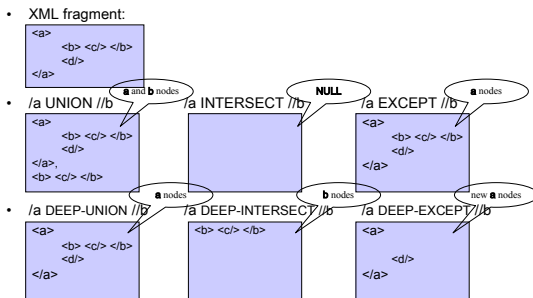 • XML fragment:
<a>
<b> <c/> </b>
<d/>
</a>
a and b nodes
NULL
a nodes
• /a UNION //b /a INTERSECT //b /a EXCEPT //b
<a>
<b> <c/> </b>
<d/>
</a>,
<b> <c/> </b>
<a>
<b> <c/> </b>
<d/>
</a>
a nodes
b nodes
new a nodes
• /a DEEP-UNION //b /a DEEP-INTERSECT //b /a DEEP-EXCEPT //b
<a>
<b> <c/> </b>
<d/>
</a>
<b> <c/> </b>
<a>
<d/>
</a>